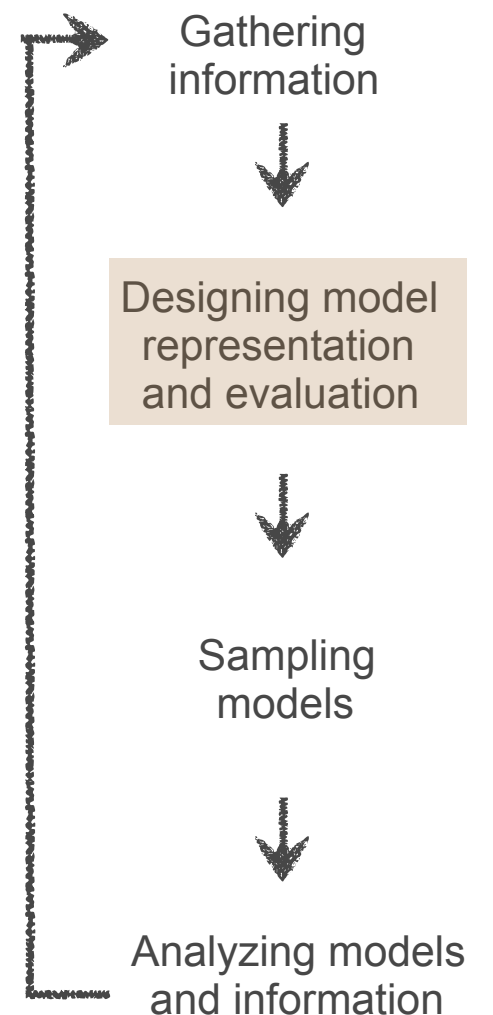 Gathering
information
Designing model
representation
and evaluation
Sampling
models
Analyzing models
and information